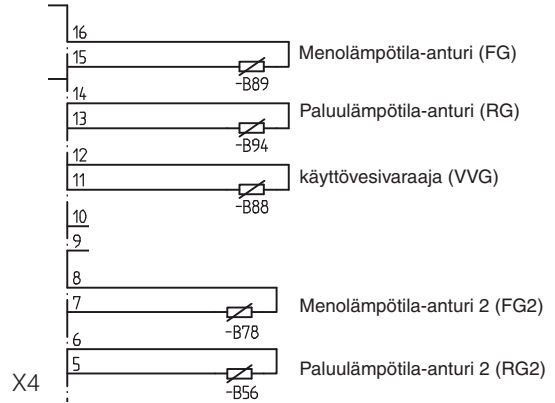 16
15 Menolämpötila-anturi (FG)
-B89
14
13 Paluulämpötila-anturi (RG)
-B94
12
11 käyttövesivaraaja (VVG)
-B88
10
9
8
7 Menolämpötila-anturi 2 (FG2)
-B78
6
5 Paluulämpötila-anturi 2 (RG2)
X4
-B56